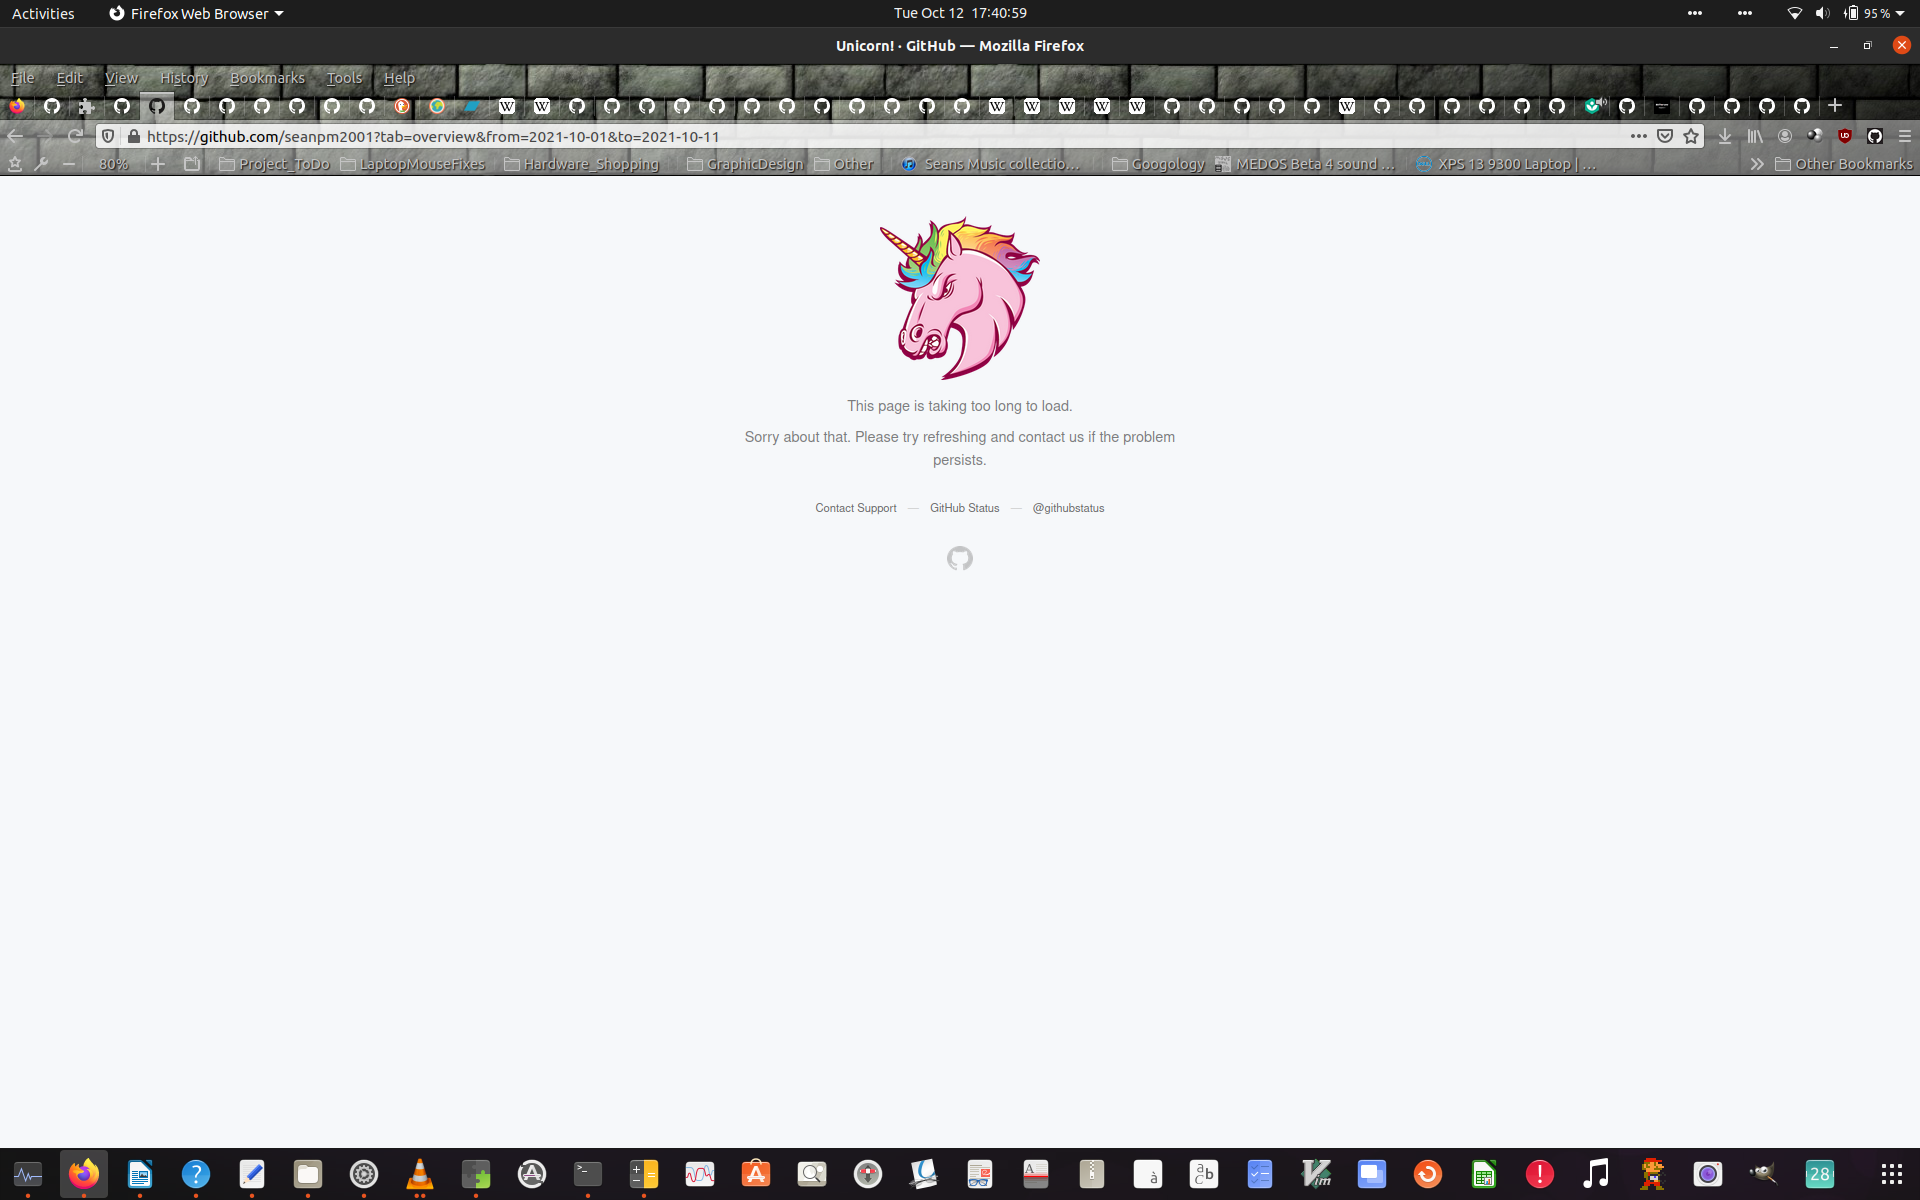 Activities Firefox Web Browser Tue Oct 12 17:40:59 95%
Unicorn! · GitHub — Mozilla Firefox
File Edit View History Bookmarks Tools Help
https://github.com/seanpm2001?tab=overview&from=2021-10-01&to=2021-10-11
80% Project_ToDo LaptopMouseFixes Hardware_Shopping GraphicDesign Other Seans Music collectio… Googology MEDOS Beta 4 sound … XPS 13 9300 Laptop | … Other Bookmarks
This page is taking too long to load.
Sorry about that. Please try refreshing and contact us if the problem
persists.
Contact Support — GitHub Status — @githubstatus
28